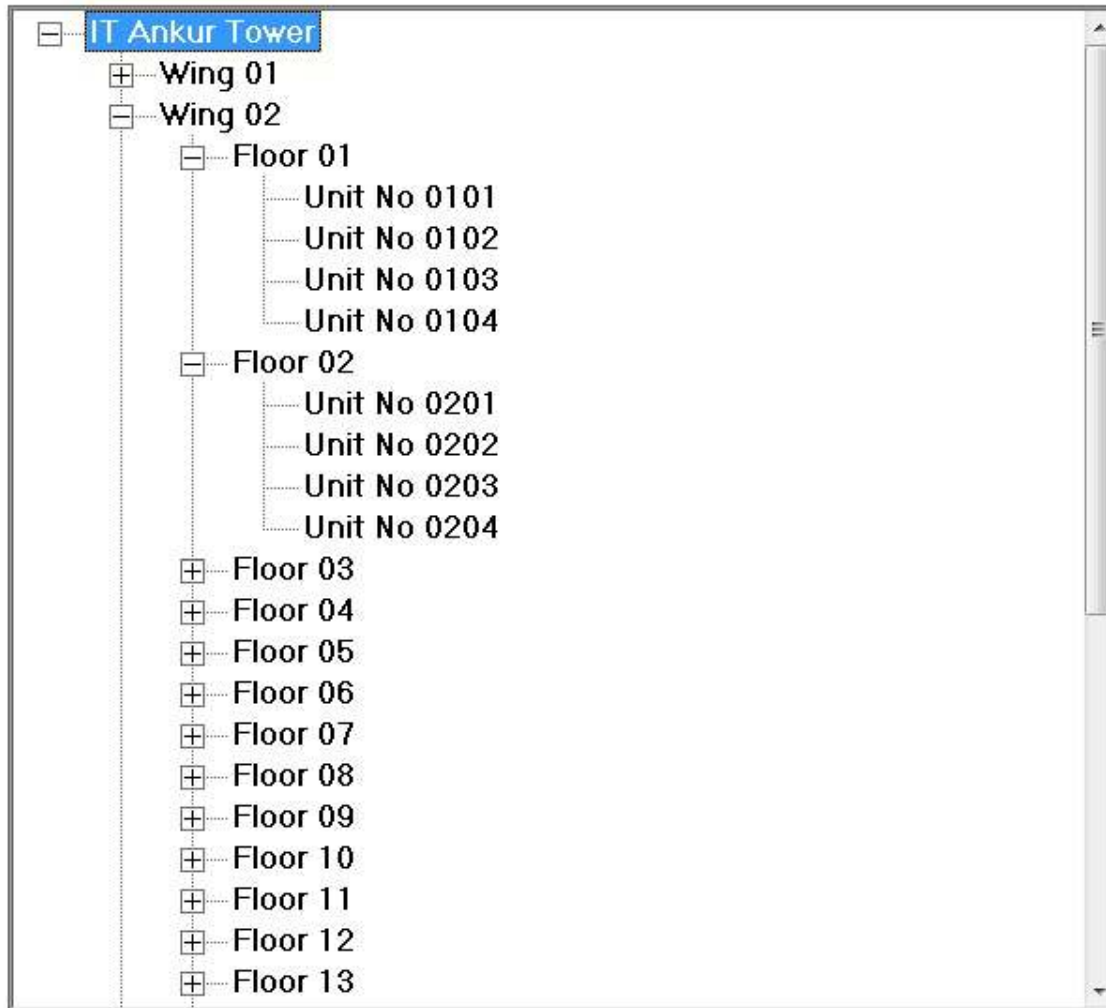 IT Ankur Tower
Wing 01
Wing 02
Floor 01
Unit No 0101
Unit No 0102
Unit No 0103
Unit No 0104
Floor 02
Unit No 0201
Unit No 0202
Unit No 0203
Unit No 0204
Floor 03
Floor 04
Floor 05
Floor 06
Floor 07
Floor 08
Floor 09
Floor 10
Floor 11
Floor 12
Floor 13